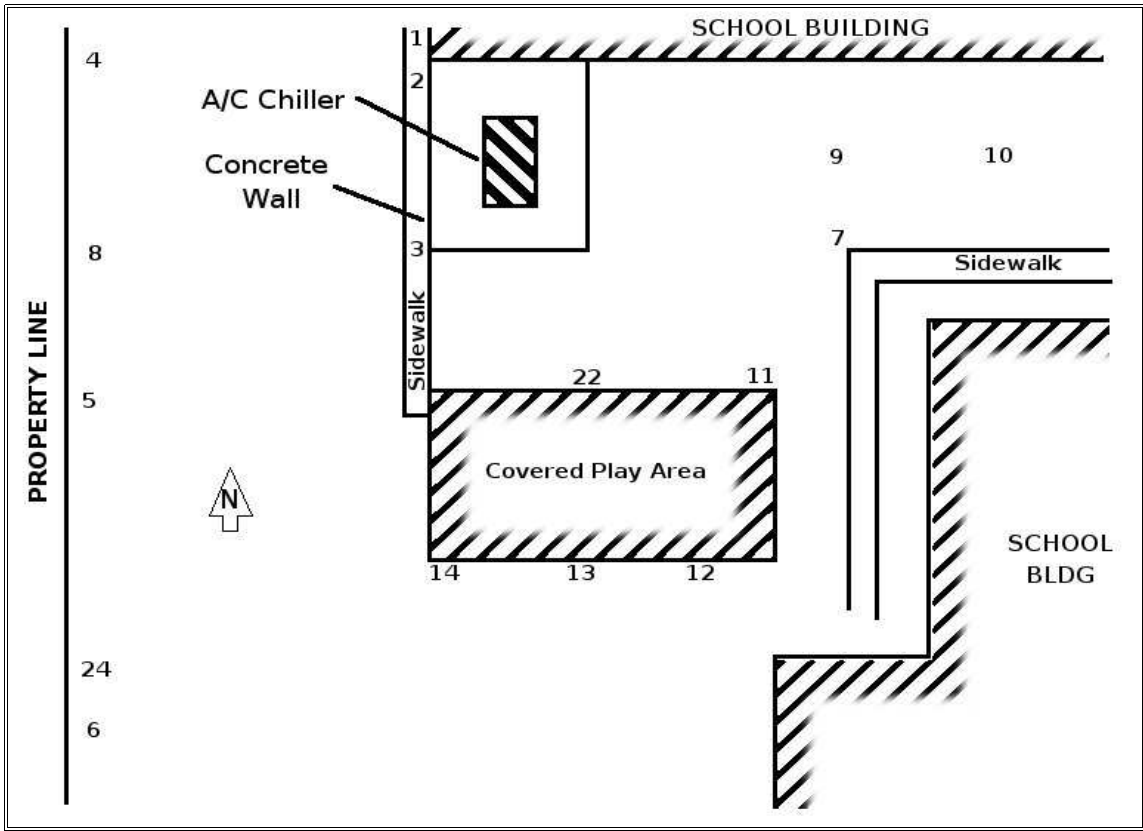 SCHOOL BUILDING
1
4
2
A/C Chiller
9
10
Concrete
Wall
7
3
8
Sidewalk
Sidewalk
PROPERTY LINE
22
11
5
Covered Play Area
N
SCHOOL
BLDG
14
13
12
24
6